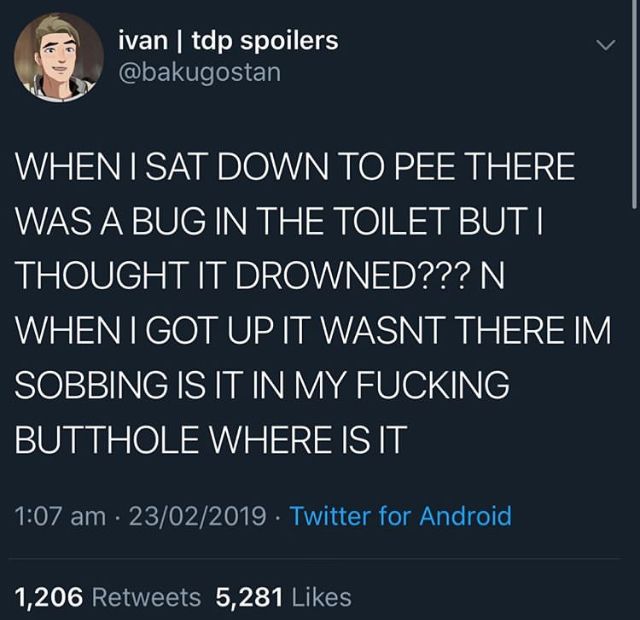 ivan | tdp spoilers
@bakugostan
WHEN I SAT DOWN TO PEE THERE
WAS A BUG IN THE TOILET BUT I
THOUGHT IT DROWNED??? N
WHEN I GOT UP IT WASNT THERE IM
SOBBING IS IT IN MY FUCKING
BUTTHOLE WHERE IS IT
1:07 am · 23/02/2019 · Twitter for Android
1,206 Retweets 5,281 Likes